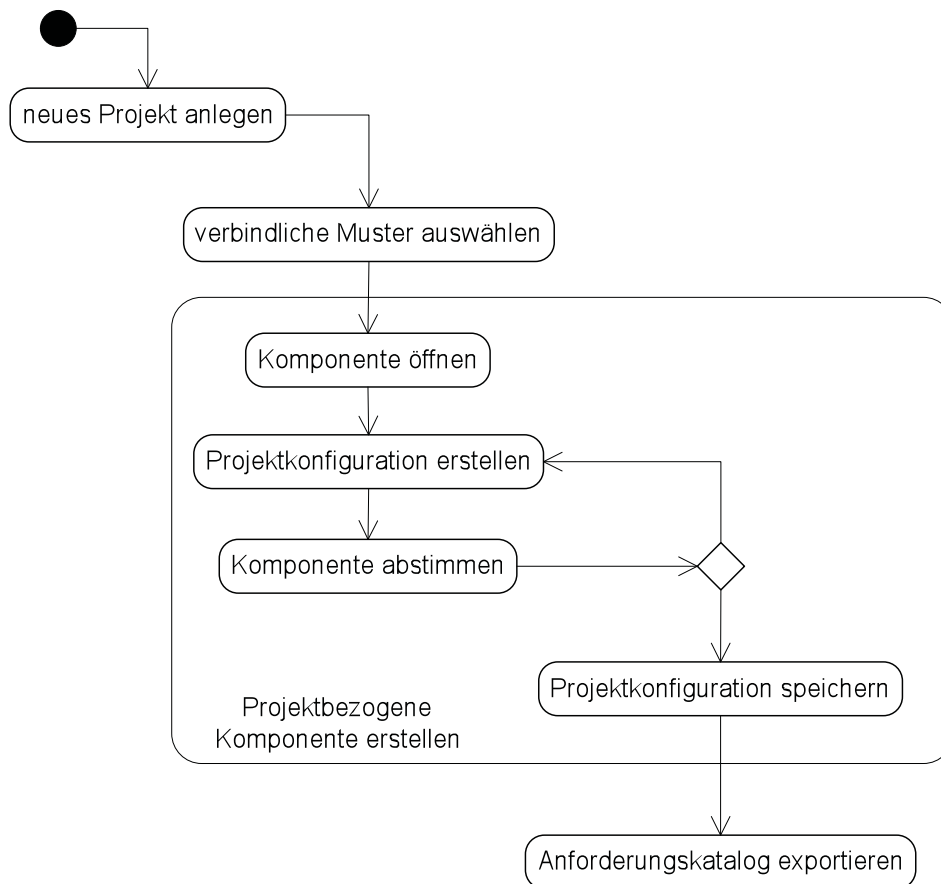 neues Projekt anlegen
verbindliche Muster auswählen
Komponente öffnen
Projektkonfiguration erstellen
Komponente abstimmen
Projektkonfiguration speichern
Projektbezogene
Komponente erstellen
Anforderungskatalog exportieren